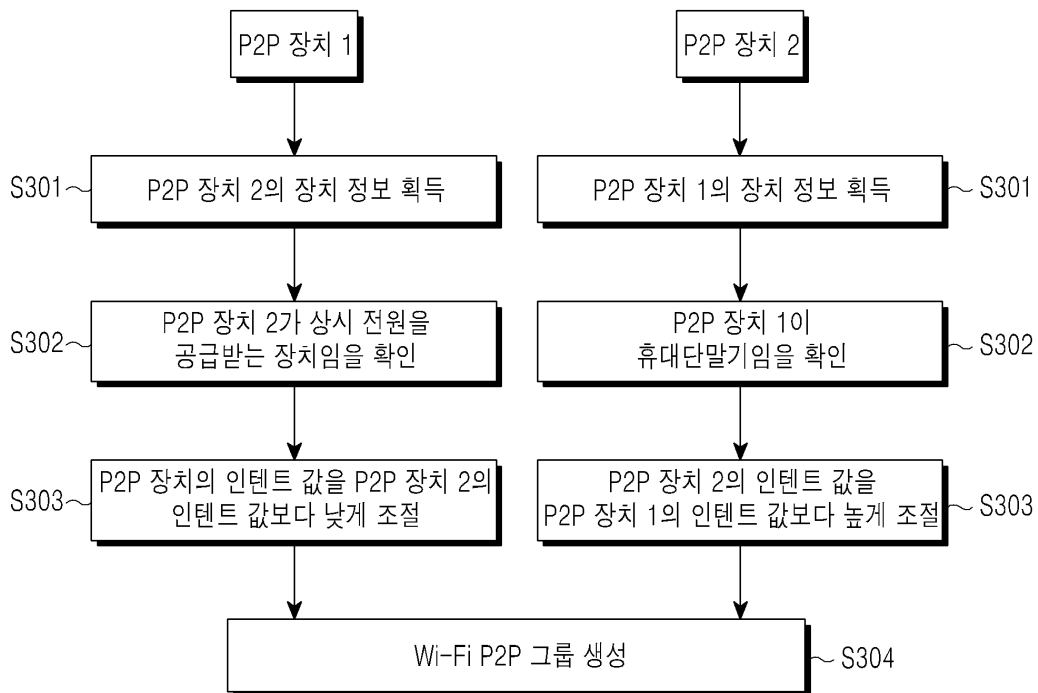 P2P 장치 1
P2P 장치 2
S301
P2P 장치 2의 장치 정보 획득
P2P 장치 1의 장치 정보 획득
S301
S302
P2P 장치 2가 상시 전원을
공급받는 장치임을 확인
P2P 장치 1이
휴대단말기임을 확인
S302
S303
P2P 장치의 인텐트 값을 P2P 장치 2의
인텐트 값보다 낮게 조절
P2P 장치 2의 인텐트 값을
P2P 장치 1의 인텐트 값보다 높게 조절
S303
Wi-Fi P2P 그룹 생성
S304